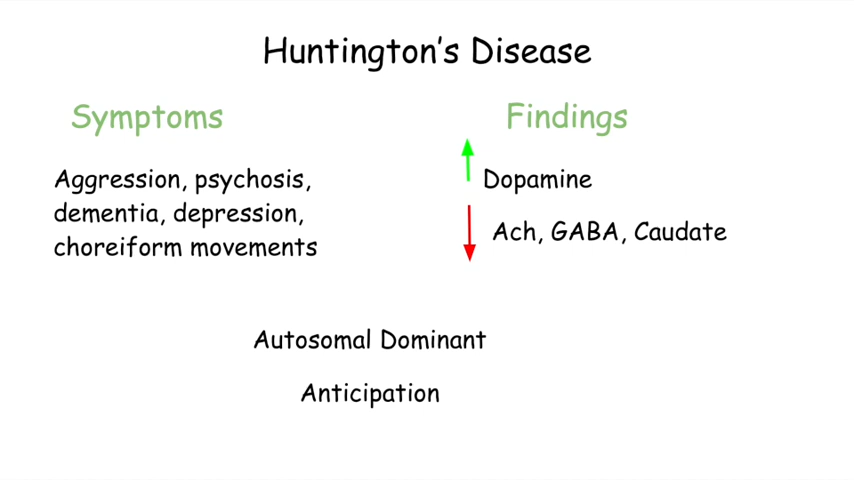 Huntington's Disease
Symptoms
Aggression, psychosis,
dementia, depression,
choreiform movements
Findings
Dopamine
Ach, GABA, Caudate
Autosomal Dominant
Anticipation